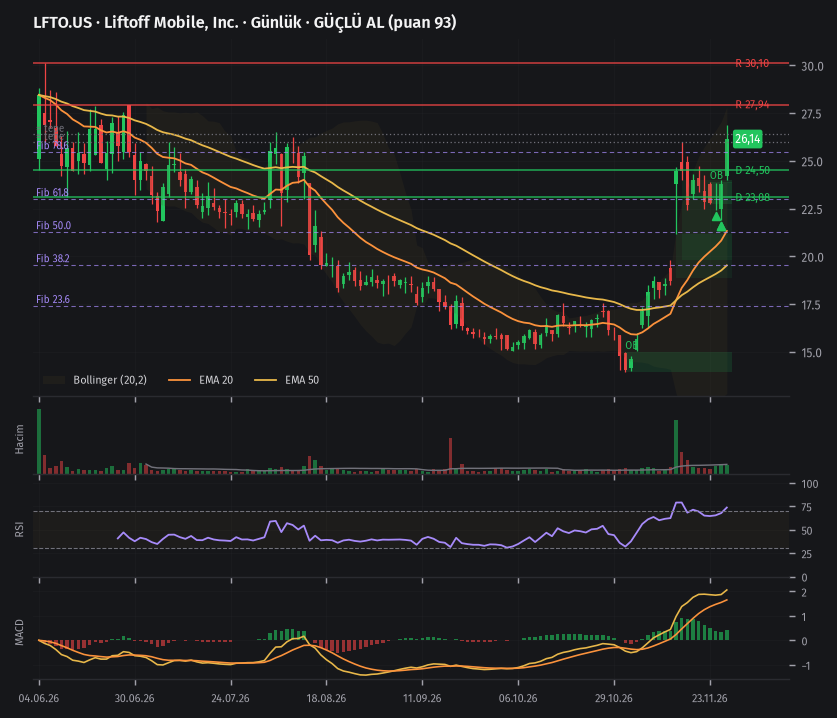 LFTO.US · Liftoff Mobile, Inc. · Günlük · GÜÇLÜ AL (puan 93)
R 30,10
30.0
R 27,94
27.5
26,14
Fib 78.6
25.0
D 24,50
OB
Fib 61.8
D 23,08
22.5
Fib 50.0
20.0
Fib 38.2
17.5
Fib 23.6
OB
15.0
Bollinger (20,2)
EMA 20
EMA 50
Hacim
RSI
100
75
50
25
0
MACD
2
1
0
-1
04.06.26
30.06.26
24.07.26
18.08.26
11.09.26
06.10.26
29.10.26
23.11.26